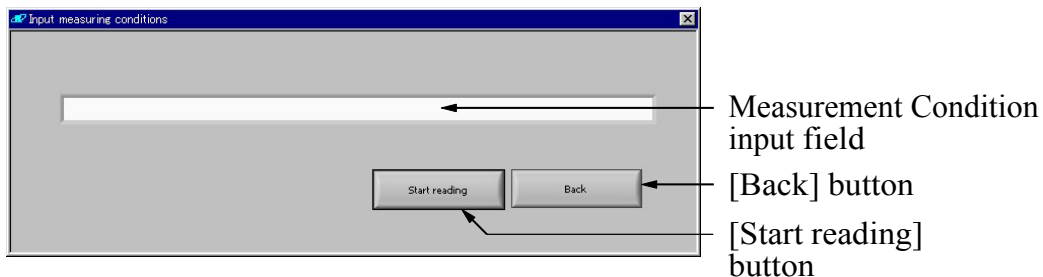 Input measuring conditions
Measurement Condition
input field
Start reading
Back
[Back] button
[Start reading]
button